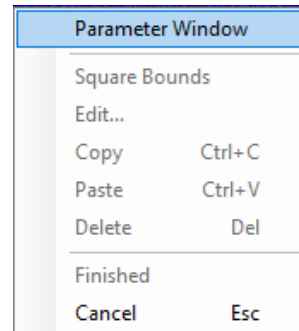 Parameter Window
Square Bounds
Edit...
Copy Ctrl+C
Paste Ctrl+V
Delete Del
Finished
Cancel Esc